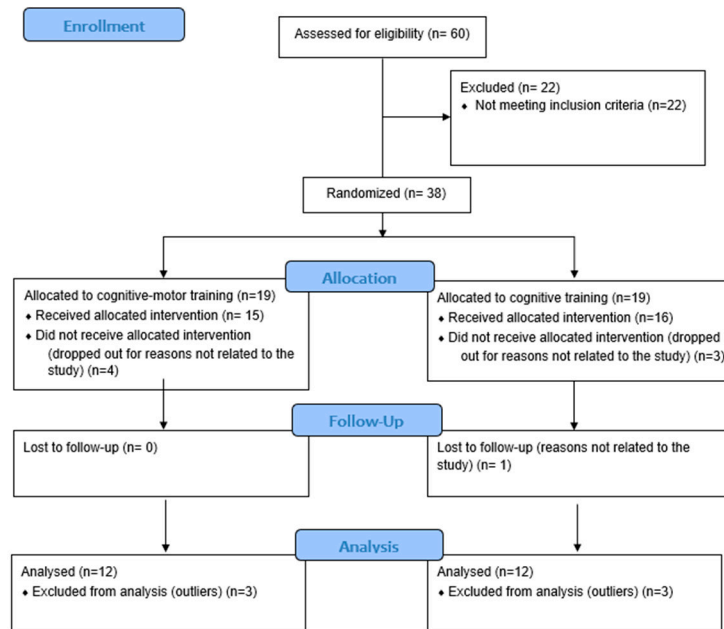 Enrollment
Assessed for eligibility (n= 60)
Excluded (n= 22)
⬧ Not meeting inclusion criteria (n=22)
Randomized (n= 38)
Allocation
Allocated to cognitive-motor training (n=19)
⬧ Received allocated intervention (n= 15)
⬧ Did not receive allocated intervention
(dropped out for reasons not related to the
study) (n=4)
Allocated to cognitive training (n=19)
⬧ Received allocated intervention (n=16)
⬧ Did not receive allocated intervention (dropped
out for reasons not related to the study) (n=3)
Follow-Up
Lost to follow-up (n= 0)
Lost to follow-up (reasons not related to the
study) (n= 1)
Analysis
Analysed (n=12)
⬧ Excluded from analysis (outliers) (n=3)
Analysed (n=12)
⬧ Excluded from analysis (outliers) (n=3)